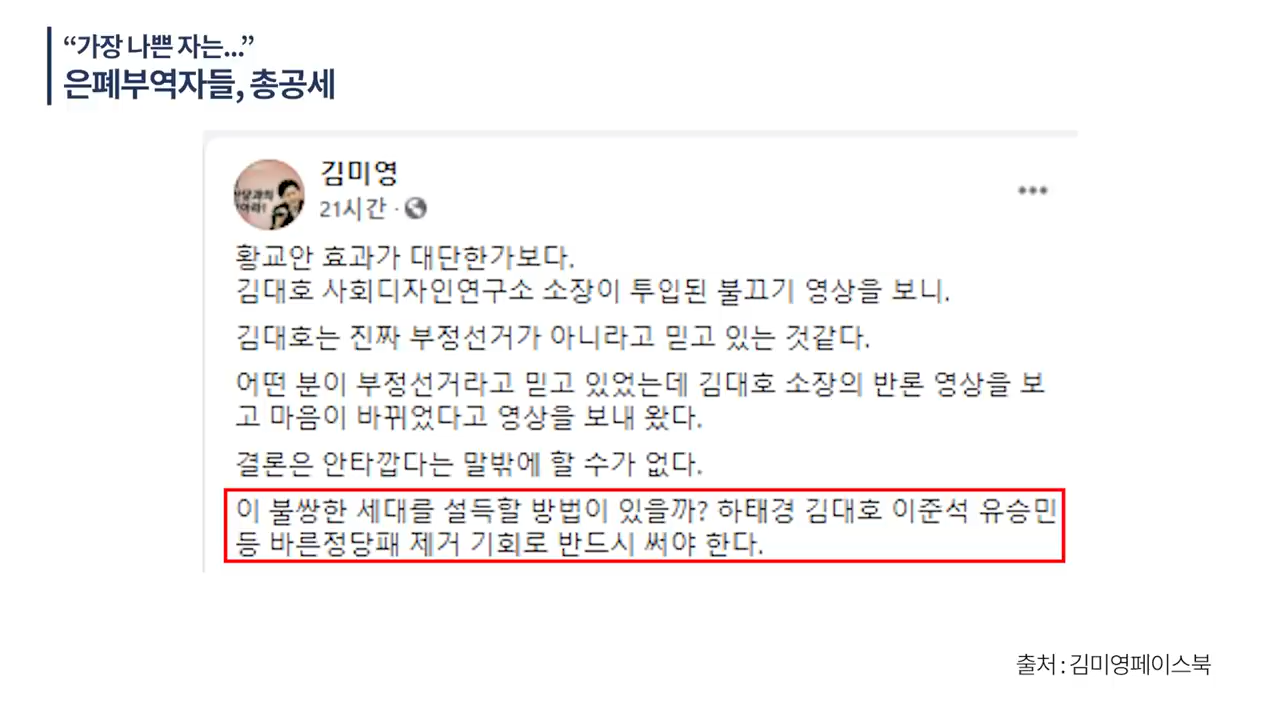 “가장 나쁜 자는...”
은폐부역자들, 총공세
김미영
21시간 ·
황교안 효과가 대단한가보다.
김대호 사회디자인연구소 소장이 투입된 불끄기 영상을 보니.
김대호는 진짜 부정선거가 아니라고 믿고 있는 것같다.
어떤 분이 부정선거라고 믿고 있었는데 김대호 소장의 반론 영상을 보
고 마음이 바뀌었다고 영상을 보내 왔다.
결론은 안타깝다는 말밖에 할 수가 없다.
이 불쌍한 세대를 설득할 방법이 있을까? 하태경 김대호 이준석 유승민
등 바른정당패 제거 기회로 반드시 써야 한다.
출처 : 김미영페이스북